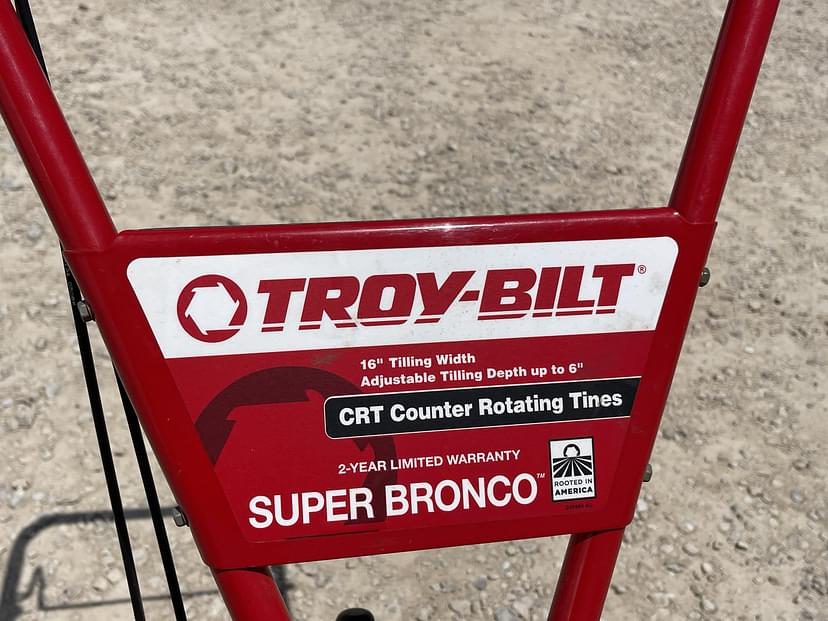 TROY-BILT®
16" Tilling Width
Adjustable Tilling Depth up to 6"
CRT Counter Rotating Tines
2-YEAR LIMITED WARRANTY
SUPER BRONCO™
ROOTED IN
AMERICA